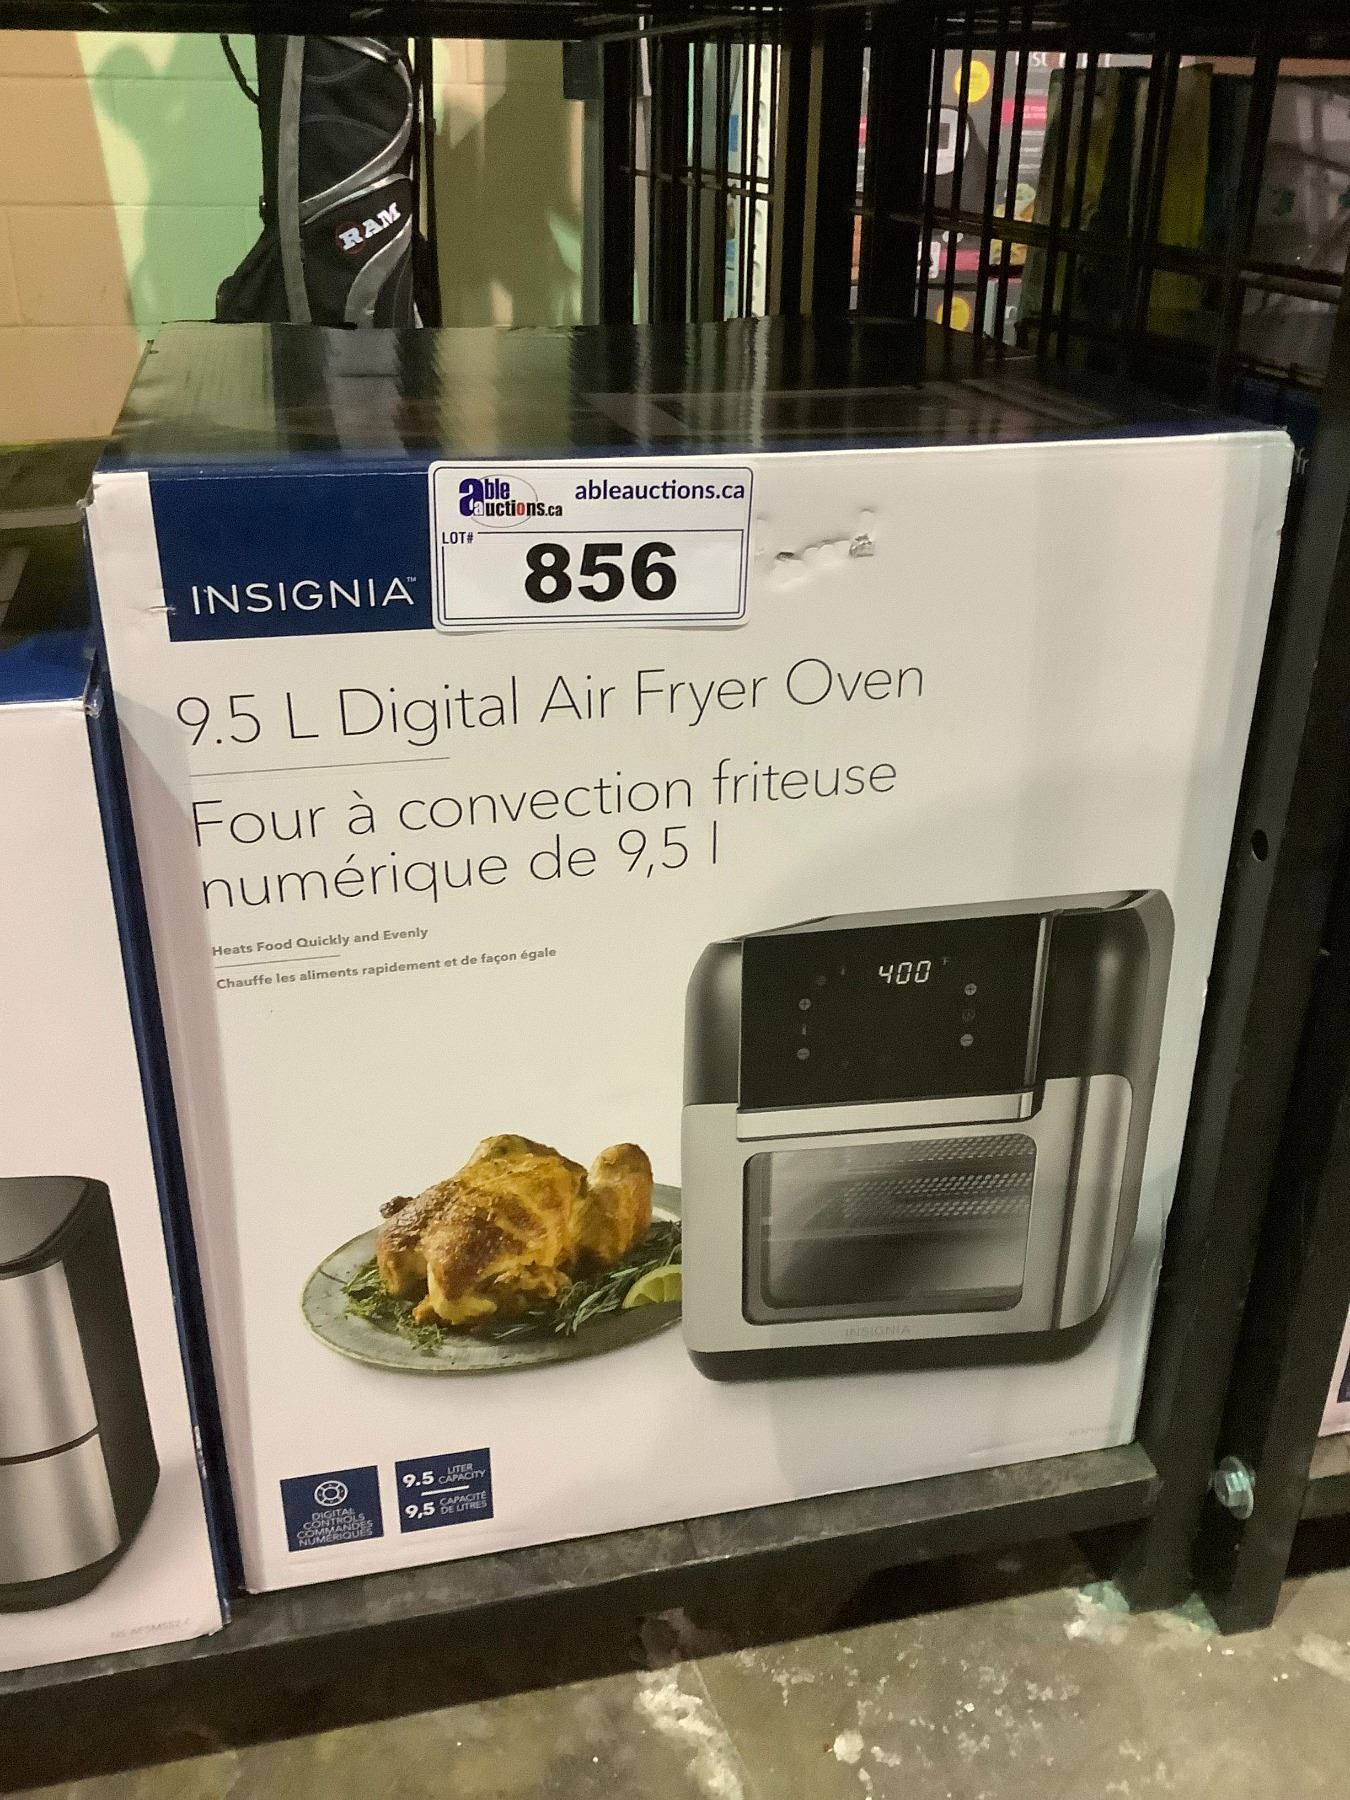 RAM
able
auctions.ca
ableauctions.ca
LOT#
856
INSIGNIA™
9.5 L Digital Air Fryer Oven
Four à convection friteuse
numérique de 9,5 l
Heats Food Quickly and Evenly
Chauffe les aliments rapidement et de façon égale
400 °F
INSIGNIA
DIGITAL
CONTROLS
COMMANDES
NUMÉRIQUES
9.5 LITER
CAPACITY
9,5 CAPACITÉ
DE LITRES